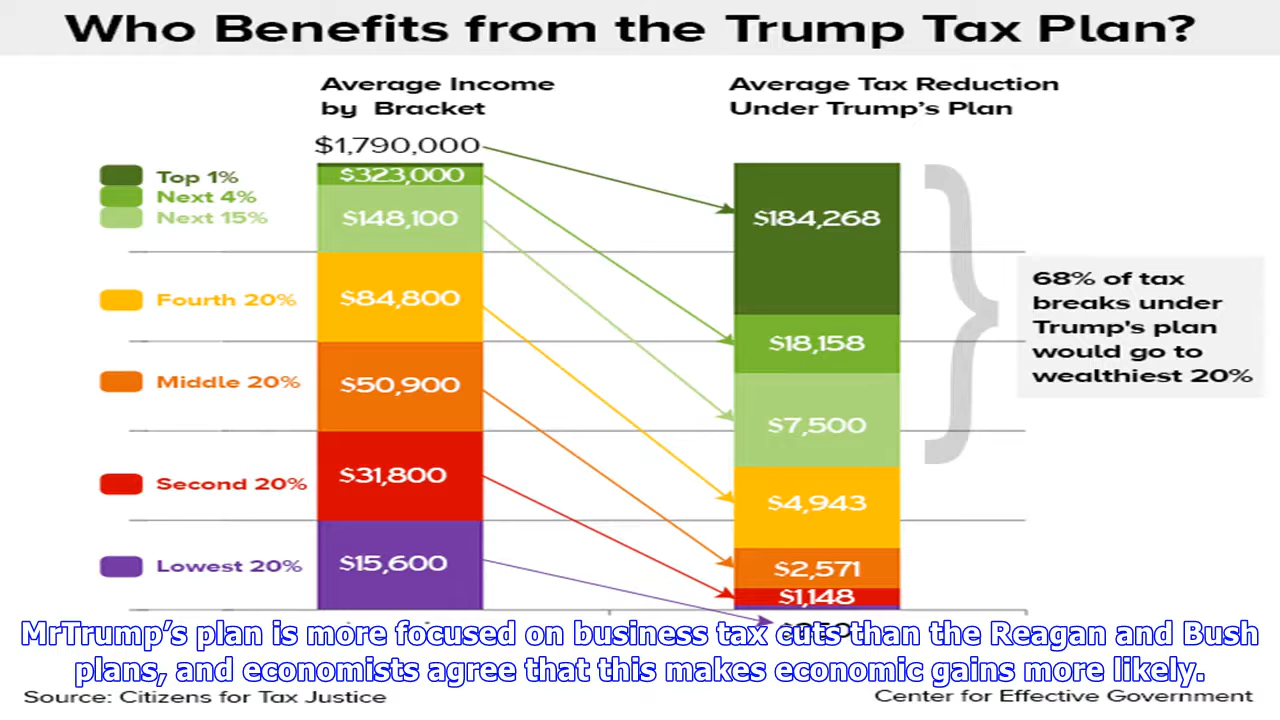 Who Benefits from the Trump Tax Plan?
Average Income
by Bracket
Average Tax Reduction
Under Trump's Plan
$1,790,000
Top 1%
$323,000
Next 4%
Next 15%
$148,100
$184,268
Fourth 20%
$84,800
$18,158
68% of tax
breaks under
Trump's plan
would go to
wealthiest 20%
Middle 20%
$50,900
$7,500
Second 20%
$31,800
$4,943
Lowest 20%
$15,600
$2,571
$1,148
MrTrump’s plan is more focused on business tax cuts than the Reagan and Bush
plans, and economists agree that this makes economic gains more likely.
Source: Citizens for Tax Justice
Center for Effective Government